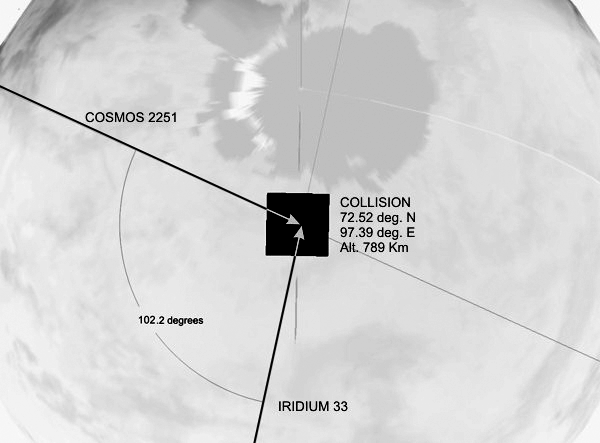 COSMOS 2251
COLLISION
72.52 deg. N
97.39 deg. E
Alt. 789 Km
102.2 degrees
IRIDIUM 33